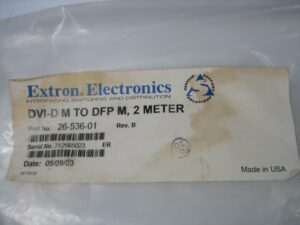 Extron. Electronics
INTERFACING, SWITCHING AND DISTRIBUTION
DVI-D M TO DFP M, 2 METER
Part No. 26-536-01 Rev. B
Serial No. 712565023 ER
Date: 05/09/03
Made in USA